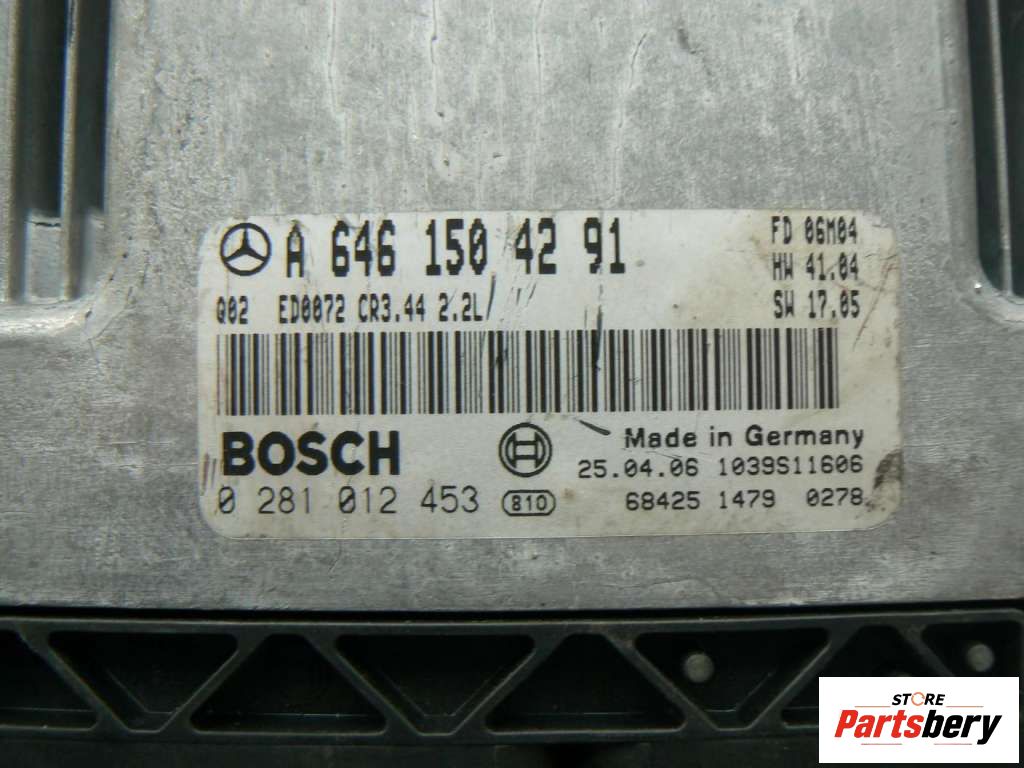 A 646 150 42 91
FD 06M04
HW 41.04
Q02 ED0072 CR3.44 2.2L
SW 17.05
BOSCH
Made in Germany
25.04.06 1039S11606
0 281 012 453
810
68425 1479 0278
STORE
Partsbery